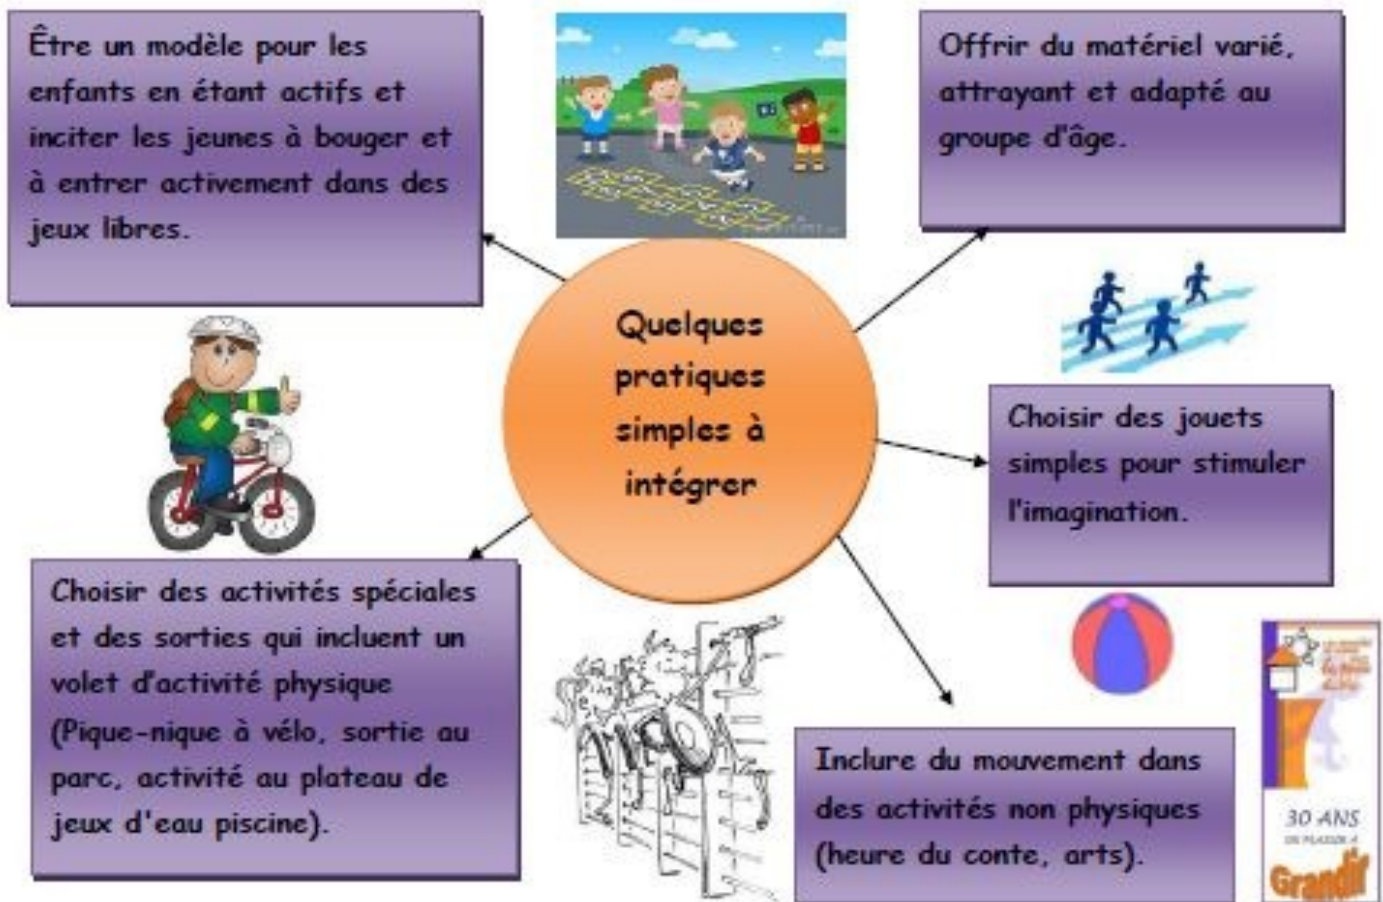 Être un modèle pour les
enfants en étant actifs et
inciter les jeunes à bouger et
à entrer activement dans des
jeux libres.
Offrir du matériel varié,
attrayant et adapté au
groupe d'âge.
Quelques
pratiques
simples à
intégrer
Choisir des jouets
simples pour stimuler
l'imagination.
Choisir des activités spéciales
et des sorties qui incluent un
volet d'activité physique
(Pique-nique à vélo, sortie au
parc, activité au plateau de
jeux d'eau piscine).
Inclure du mouvement dans
des activités non physiques
(heure du conte, arts).
30 ANS
Grandir